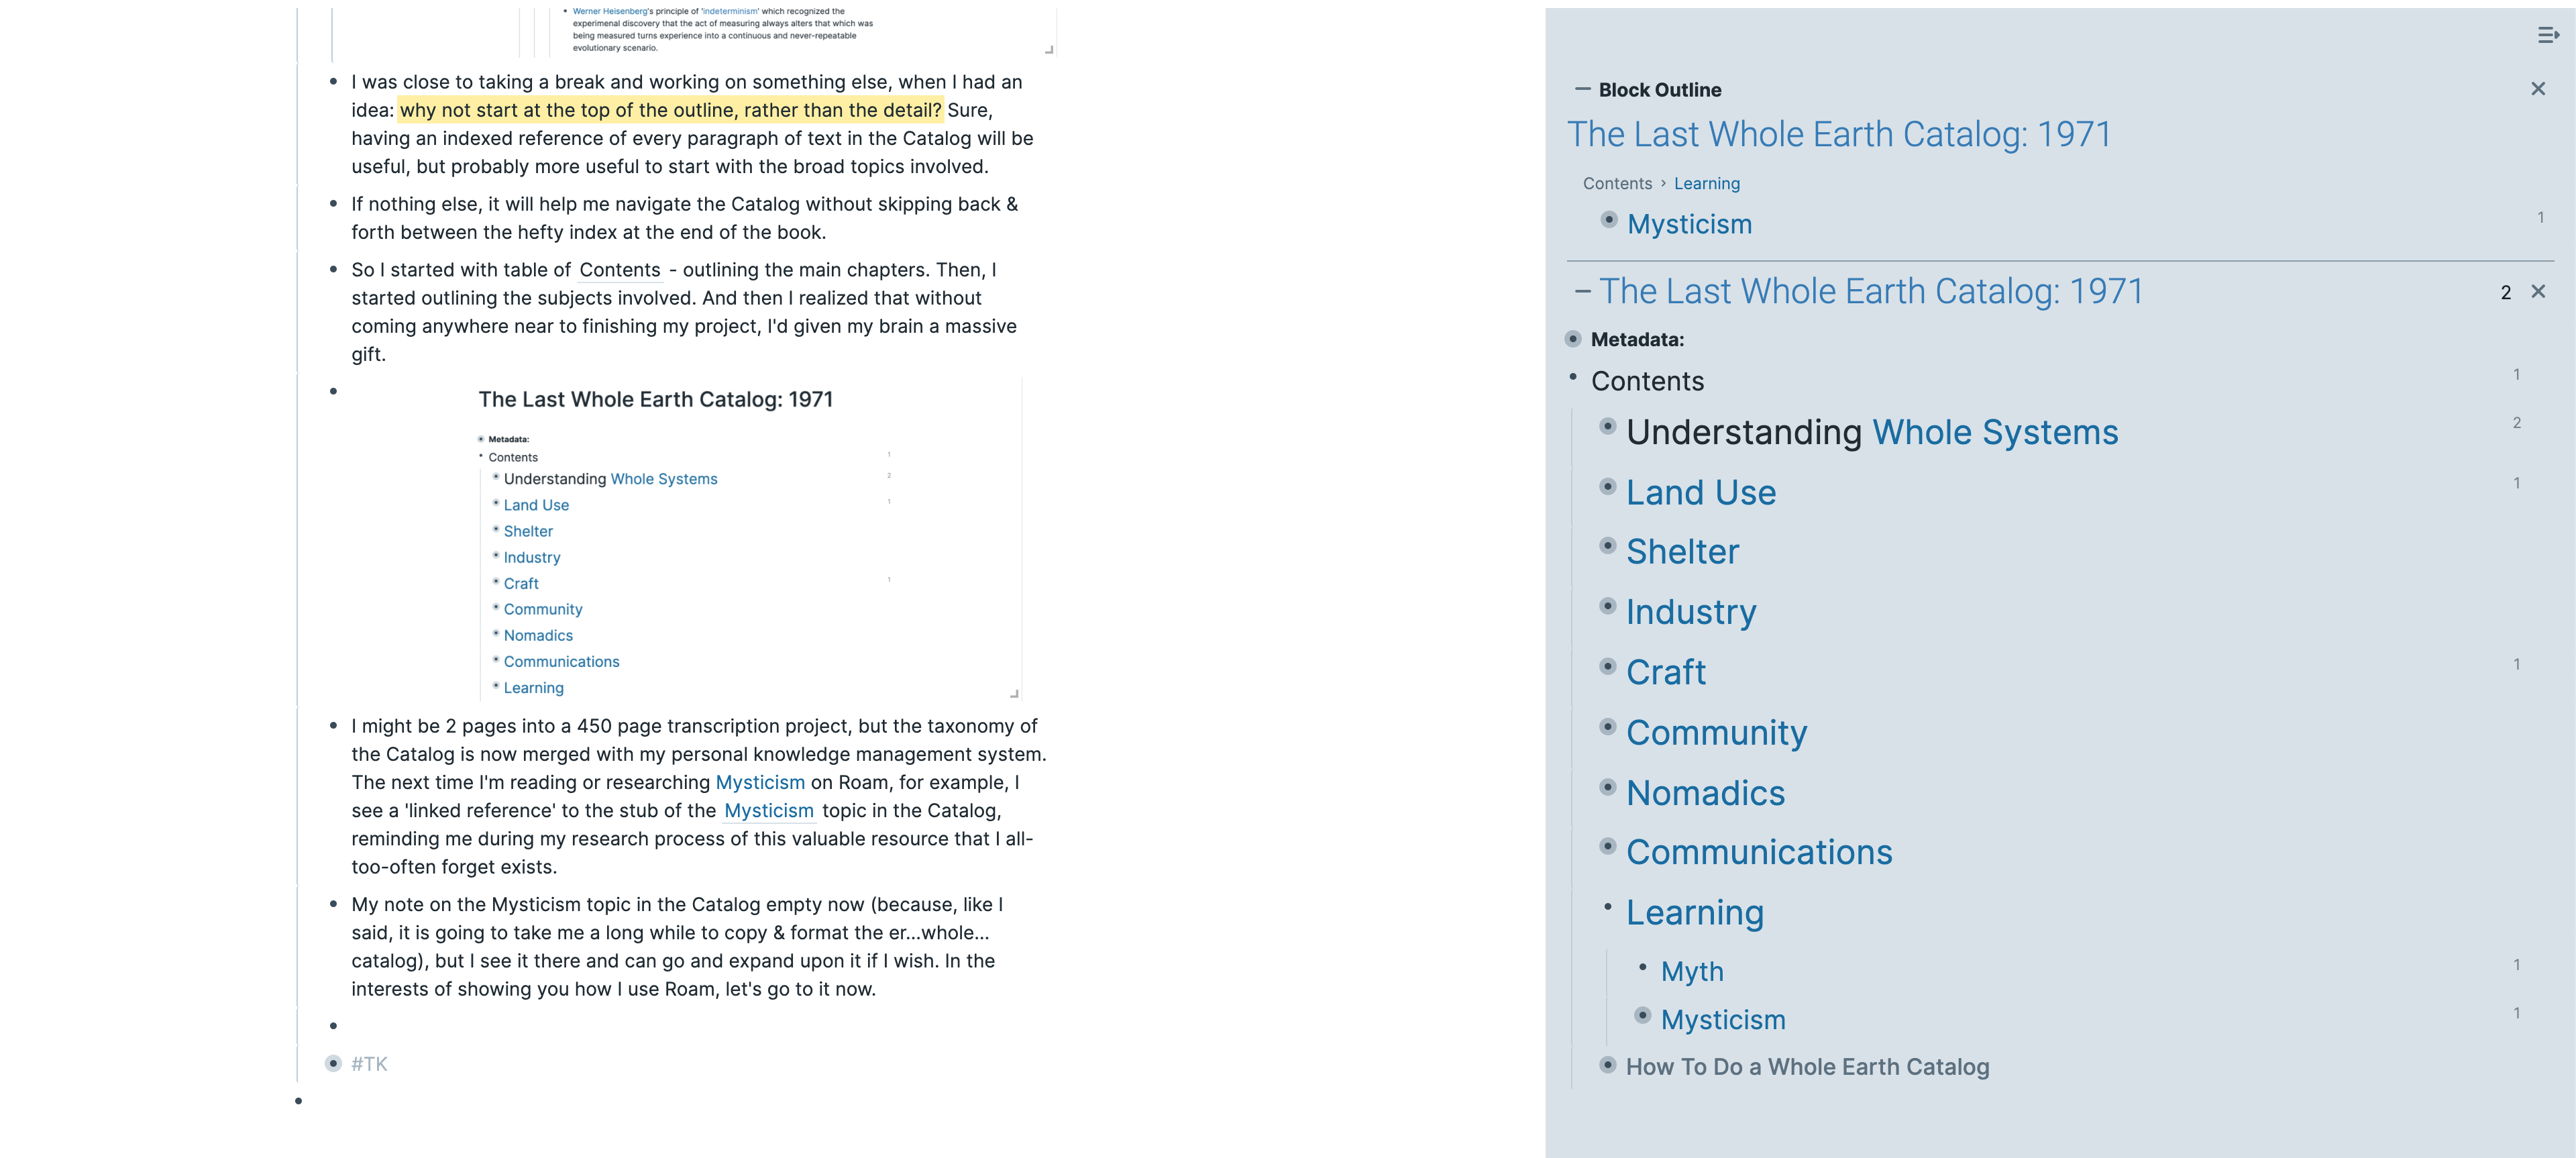 • Werner Heisenberg's principle of 'indeterminism' which recognized the
experimenal discovery that the act of measuring always alters that which was
being measured turns experience into a continuous and never-repeatable
evolutionary scenario.
• I was close to taking a break and working on something else, when I had an
idea: why not start at the top of the outline, rather than the detail? Sure,
having an indexed reference of every paragraph of text in the Catalog will be
useful, but probably more useful to start with the broad topics involved.
• If nothing else, it will help me navigate the Catalog without skipping back &
forth between the hefty index at the end of the book.
• So I started with table of Contents - outlining the main chapters. Then, I
started outlining the subjects involved. And then I realized that without
coming anywhere near to finishing my project, I'd given my brain a massive
gift.
The Last Whole Earth Catalog: 1971
• Metadata:
• Contents 1
• Understanding Whole Systems 2
• Land Use 1
• Shelter
• Industry
• Craft 1
• Community
• Nomadics
• Communications
• Learning
• I might be 2 pages into a 450 page transcription project, but the taxonomy of
the Catalog is now merged with my personal knowledge management system.
The next time I'm reading or researching Mysticism on Roam, for example, I
see a 'linked reference' to the stub of the Mysticism topic in the Catalog,
reminding me during my research process of this valuable resource that I all-
too-often forget exists.
• My note on the Mysticism topic in the Catalog empty now (because, like I
said, it is going to take me a long while to copy & format the er...whole...
catalog), but I see it there and can go and expand upon it if I wish. In the
interests of showing you how I use Roam, let's go to it now.
• #TK
Block Outline
The Last Whole Earth Catalog: 1971
Contents › Learning
• Mysticism 1
The Last Whole Earth Catalog: 1971 2
• Metadata:
• Contents 1
• Understanding Whole Systems 2
• Land Use 1
• Shelter
• Industry
• Craft 1
• Community
• Nomadics
• Communications
• Learning
• Myth 1
• Mysticism 1
• How To Do a Whole Earth Catalog